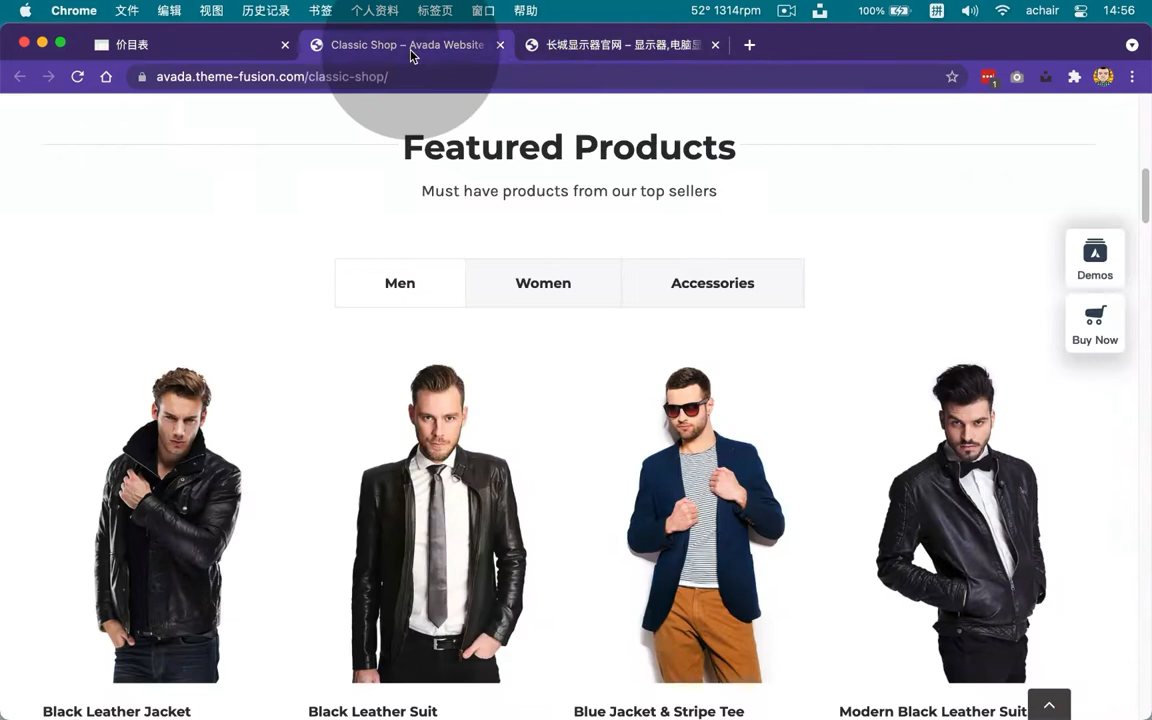 Chrome 文件 编辑 视图 历史记录 书签 个人资料 标签页 窗口 帮助 52° 1314rpm 100% 拼 achair 14:56
价目表 Classic Shop – Avada Website 长城显示器官网 – 显示器,电脑显
avada.theme-fusion.com/classic-shop/ 1
Featured Products
Must have products from our top sellers
Men Women Accessories
Demos
Buy Now
Black Leather Jacket Black Leather Suit Blue Jacket & Stripe Tee Modern Black Leather Suit